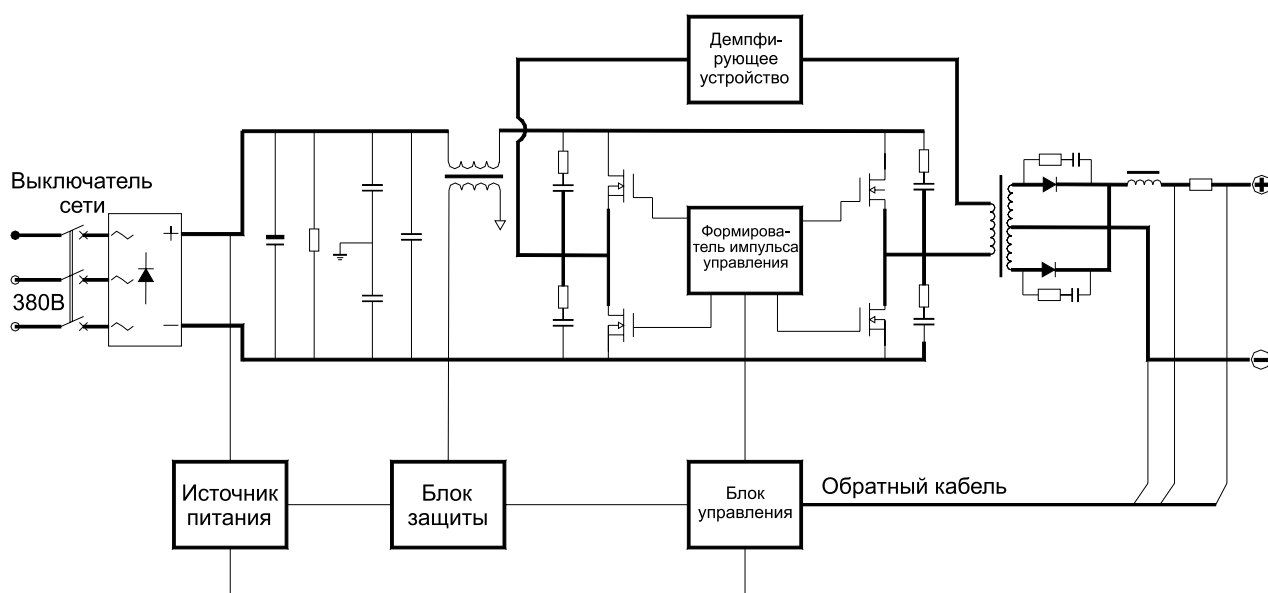 Демпфи-
рующее
устройство
Выключатель
сети
+
Формирова-
тель импульса
управления
380В
−
+
−
Источник
питания
Блок
защиты
Блок
управления
Обратный кабель